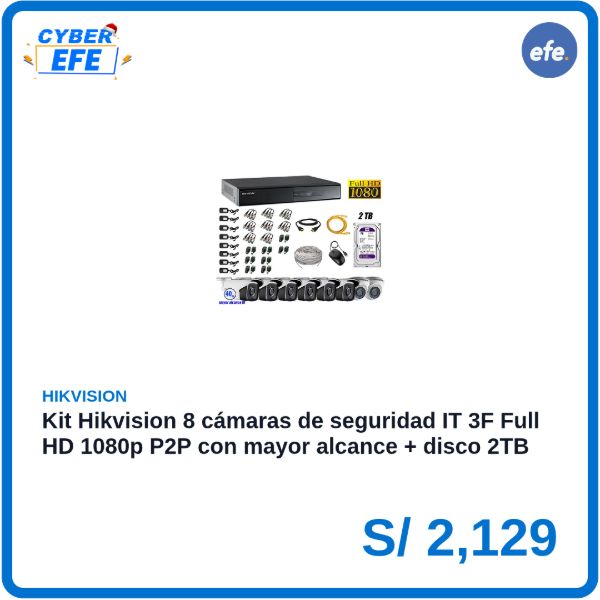 CYBER
EFE
efe.
Full HD
1080
2 TB
40
HIKVISION
Kit Hikvision 8 cámaras de seguridad IT 3F Full
HD 1080p P2P con mayor alcance + disco 2TB
S/ 2,129